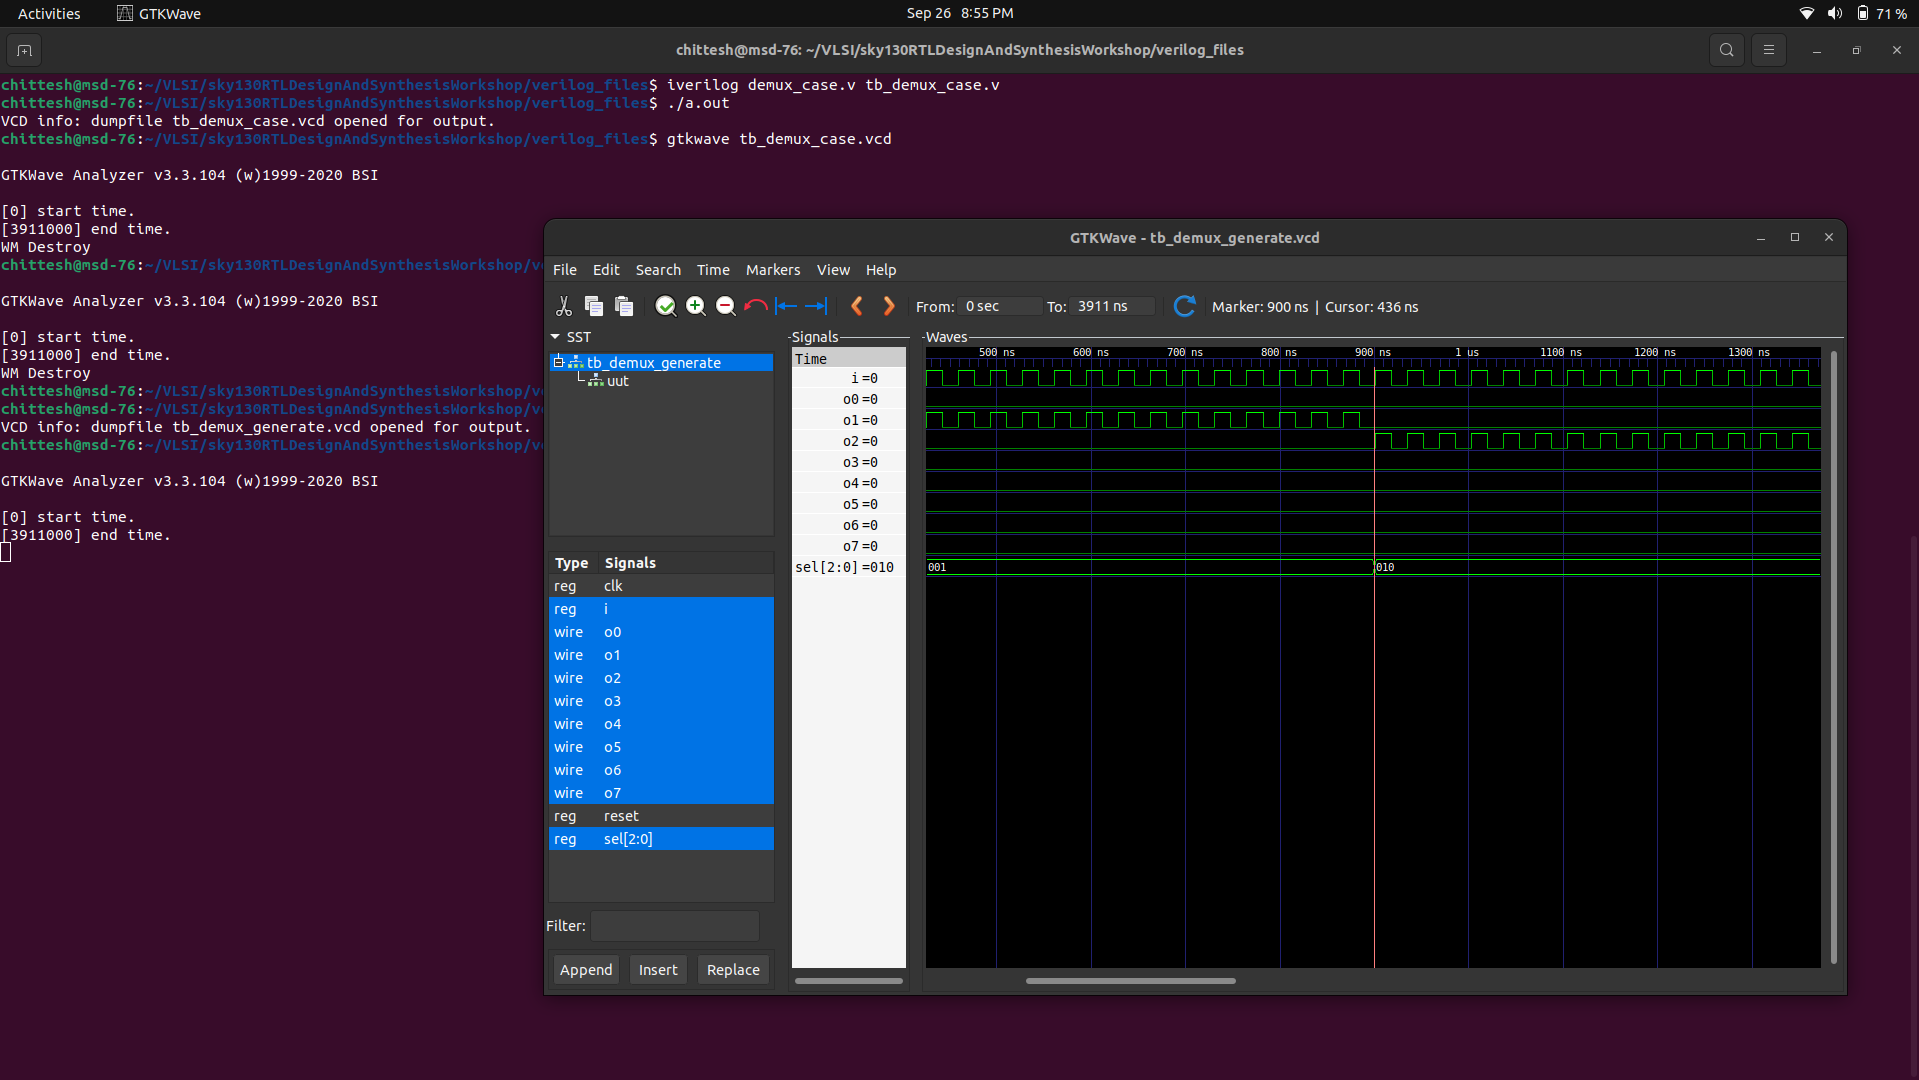 Activities GTKWave Sep 26 8:55 PM 71 %
chittesh@msd-76: ~/VLSI/sky130RTLDesignAndSynthesisWorkshop/verilog_files
chittesh@msd-76:~/VLSI/sky130RTLDesignAndSynthesisWorkshop/verilog_files$ iverilog demux_case.v tb_demux_case.v
chittesh@msd-76:~/VLSI/sky130RTLDesignAndSynthesisWorkshop/verilog_files$ ./a.out
VCD info: dumpfile tb_demux_case.vcd opened for output.
chittesh@msd-76:~/VLSI/sky130RTLDesignAndSynthesisWorkshop/verilog_files$ gtkwave tb_demux_case.vcd
GTKWave Analyzer v3.3.104 (w)1999-2020 BSI
[0] start time.
[3911000] end time.
WM Destroy
chittesh@msd-76:~/VLSI/sky130RTLDesignAndSynthesisWorkshop/v
GTKWave Analyzer v3.3.104 (w)1999-2020 BSI
[0] start time.
[3911000] end time.
WM Destroy
chittesh@msd-76:~/VLSI/sky130RTLDesignAndSynthesisWorkshop/v
chittesh@msd-76:~/VLSI/sky130RTLDesignAndSynthesisWorkshop/v
VCD info: dumpfile tb_demux_generate.vcd opened for output.
chittesh@msd-76:~/VLSI/sky130RTLDesignAndSynthesisWorkshop/v
GTKWave Analyzer v3.3.104 (w)1999-2020 BSI
[0] start time.
[3911000] end time.
GTKWave - tb_demux_generate.vcd
File Edit Search Time Markers View Help
From: 0 sec To: 3911 ns Marker: 900 ns | Cursor: 436 ns
SST
tb_demux_generate
uut
Type Signals
reg clk
reg i
wire o0
wire o1
wire o2
wire o3
wire o4
wire o5
wire o6
wire o7
reg reset
reg sel[2:0]
Filter:
Append Insert Replace
Signals
Time
i =0
o0 =0
o1 =0
o2 =0
o3 =0
o4 =0
o5 =0
o6 =0
o7 =0
sel[2:0] =010
Waves
500 ns 600 ns 700 ns 800 ns 900 ns 1 us 1100 ns 1200 ns 1300 ns
001 010